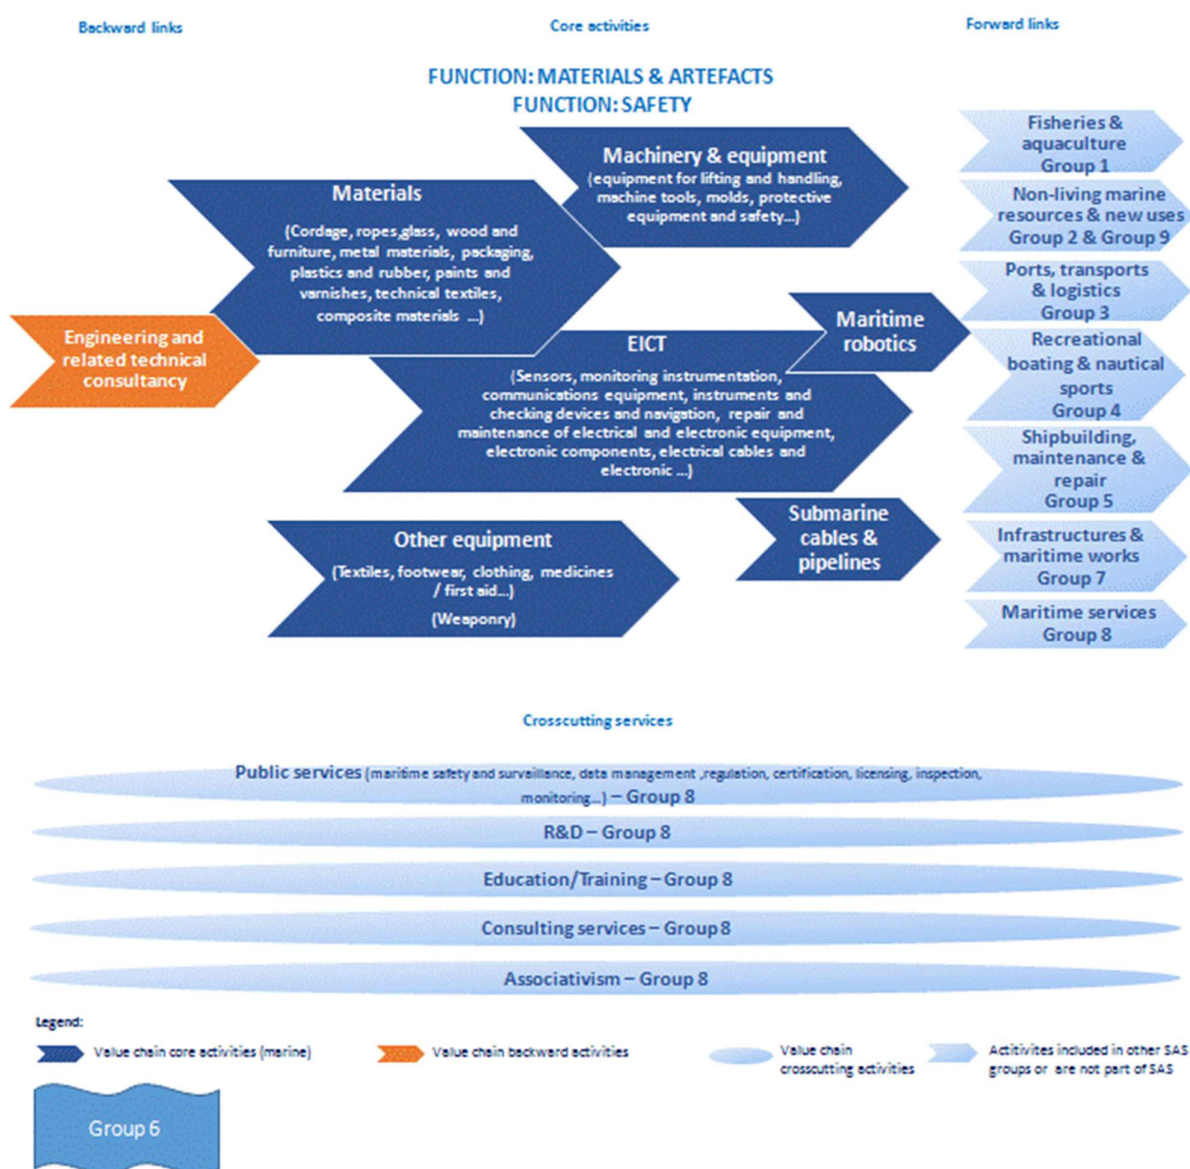 Backward links
Core activities
Forward links
FUNCTION: MATERIALS & ARTEFACTS
FUNCTION: SAFETY
Machinery & equipment
(equipment for lifting and handling,
machine tools, molds, protective
equipment and safety...)
Materials
(Cordage, ropes,glass, wood and
furniture, metal materials, packaging,
plastics and rubber, paints and
varnishes, technical textiles,
composite materials ...)
Engineering and
related technical
consultancy
Maritime
robotics
EICT
(Sensors, monitoring instrumentation,
communications equipment, instruments and
checking devices and navigation, repair and
maintenance of electrical and electronic equipment,
electronic components, electrical cables and
electronic ...)
Submarine
cables &
pipelines
Other equipment
(Textiles, footwear, clothing, medicines
/ first aid...)
(Weaponry)
Fisheries &
aquaculture
Group 1
Non-living marine
resources & new uses
Group 2 & Group 9
Ports, transports
& logistics
Group 3
Recreational
boating & nautical
sports
Group 4
Shipbuilding,
maintenance &
repair
Group 5
Infrastructures &
maritime works
Group 7
Maritime services
Group 8
Crosscutting services
Public services (maritime safety and survaillance, data management ,regulation, certification, licensing, inspection,
monitoring...) – Group 8
R&D – Group 8
Education/Training – Group 8
Consulting services – Group 8
Associativism – Group 8
Legend:
Value chain core activities (marine)
Value chain backward activities
Value chain
crosscutting activities
Actitivites included in other SAS
groups or are not part of SAS
Group 6